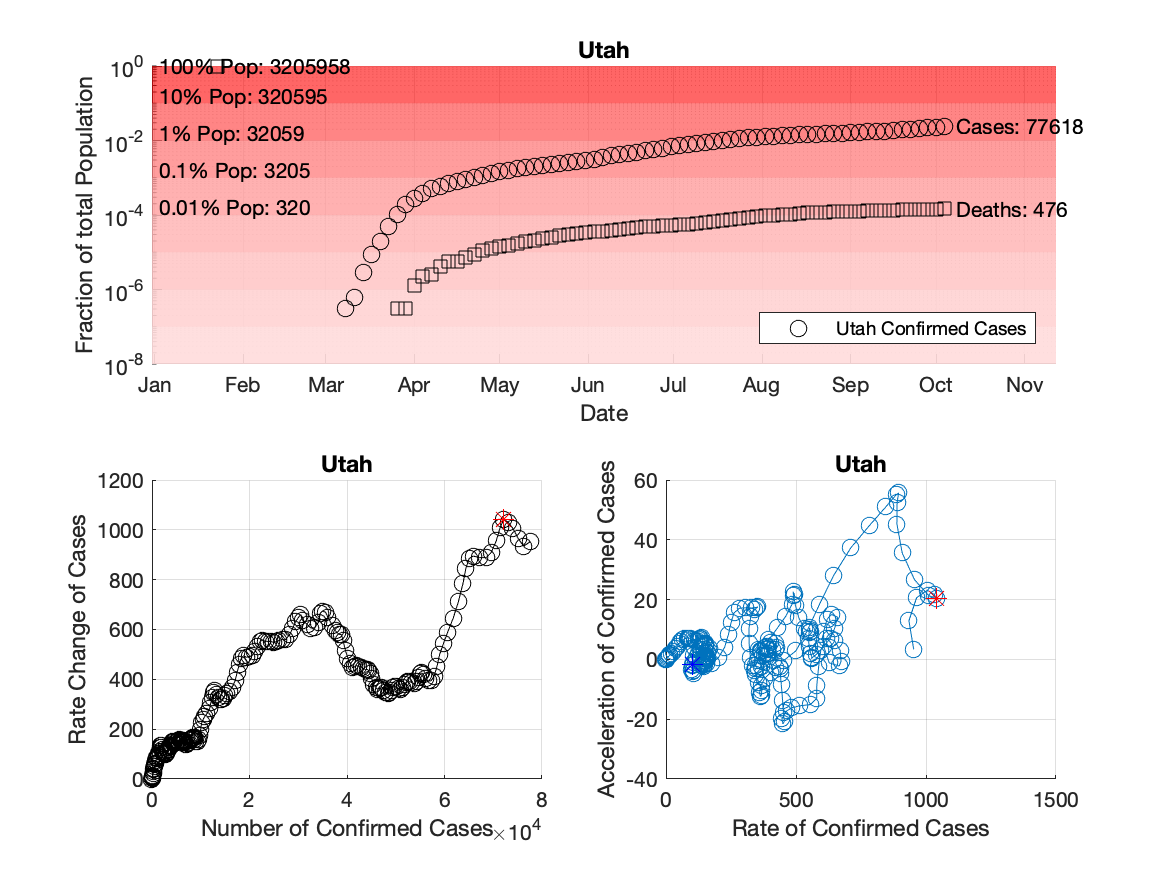 Utah
10^0
10^-2
10^-4
10^-6
10^-8
Fraction of total Population
100% Pop: 3205958
10% Pop: 320595
1% Pop: 32059
0.1% Pop: 3205
0.01% Pop: 320
Cases: 77618
Deaths: 476
Utah Confirmed Cases
Jan Feb Mar Apr May Jun Jul Aug Sep Oct Nov
Date
Utah
1200
1000
800
600
400
200
0
Rate Change of Cases
0 2 4 6 8
Number of Confirmed Cases ×10^4
Utah
60
40
20
0
-20
-40
Acceleration of Confirmed Cases
0 500 1000 1500
Rate of Confirmed Cases